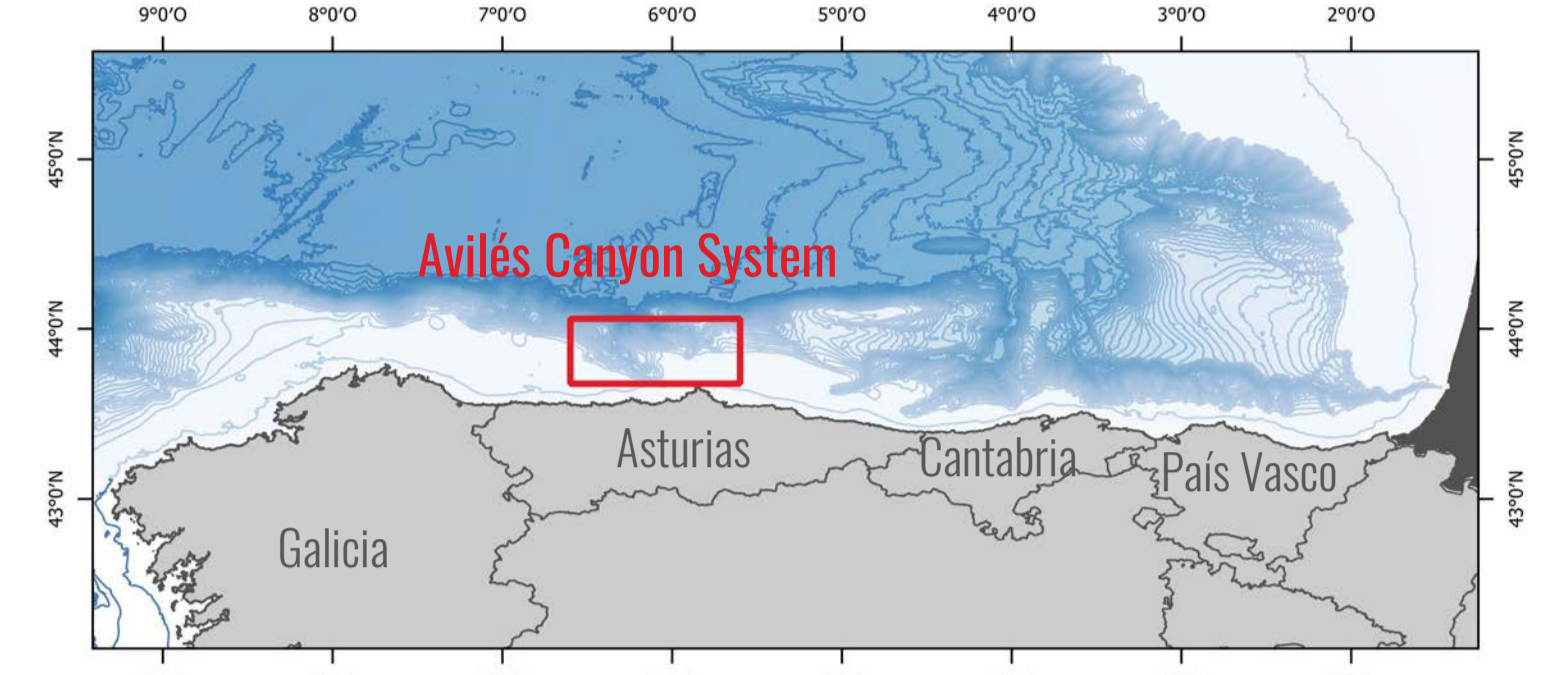 9°0′O 8°0′O 7°0′O 6°0′O 5°0′O 4°0′O 3°0′O 2°0′O
45°0′N 45°0′N
Avilés Canyon System
44°0′N 44°0′N
Asturias Cantabria País Vasco
43°0′N 43°0′N
Galicia